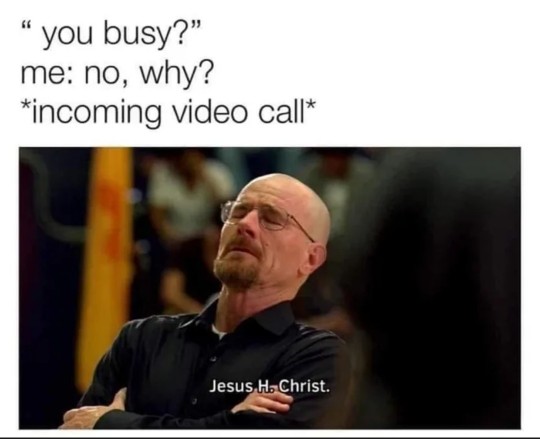 “ you busy?”
me: no, why?
*incoming video call*
Jesus H. Christ.